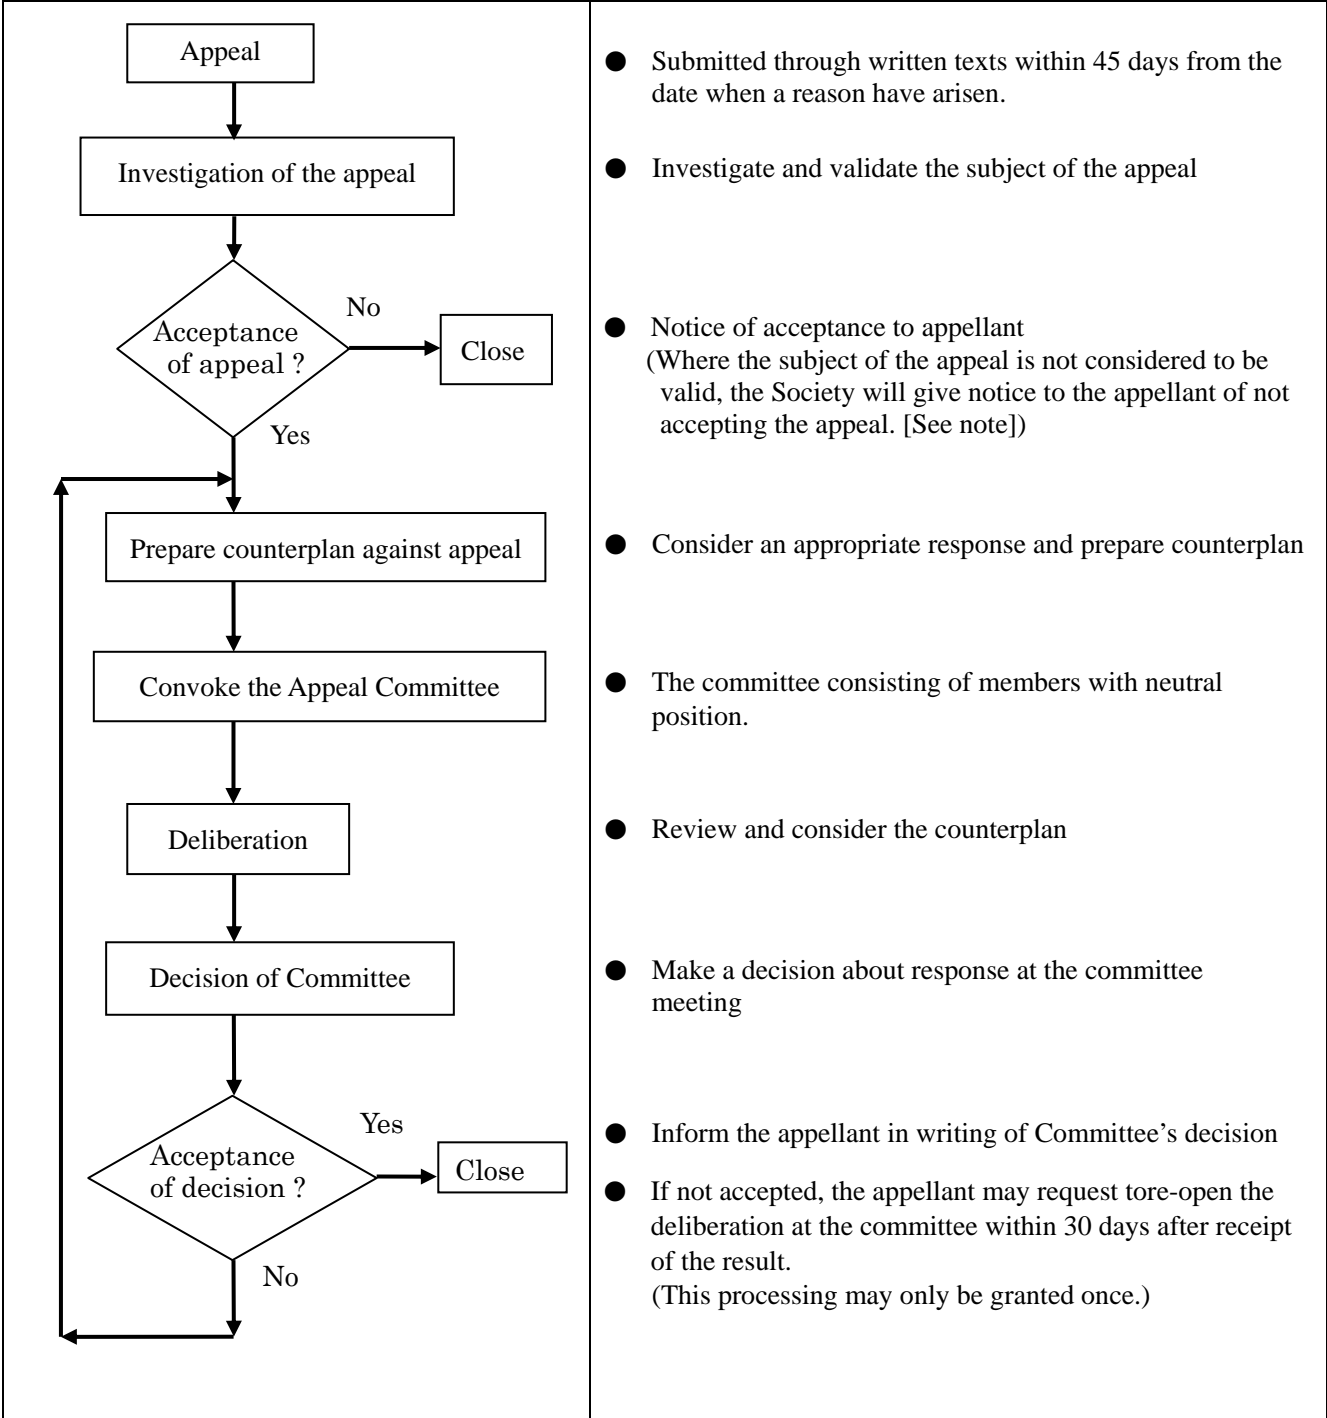 Appeal
● Submitted through written texts within 45 days from the
date when a reason have arisen.
Investigation of the appeal
● Investigate and validate the subject of the appeal
No
Acceptance
of appeal ?
Close
Yes
● Notice of acceptance to appellant
(Where the subject of the appeal is not considered to be
valid, the Society will give notice to the appellant of not
accepting the appeal. [See note])
Prepare counterplan against appeal
● Consider an appropriate response and prepare counterplan
Convoke the Appeal Committee
● The committee consisting of members with neutral
position.
Deliberation
● Review and consider the counterplan
Decision of Committee
● Make a decision about response at the committee
meeting
Yes
Acceptance
of decision ?
Close
No
● Inform the appellant in writing of Committee’s decision
● If not accepted, the appellant may request tore-open the
deliberation at the committee within 30 days after receipt
of the result.
(This processing may only be granted once.)